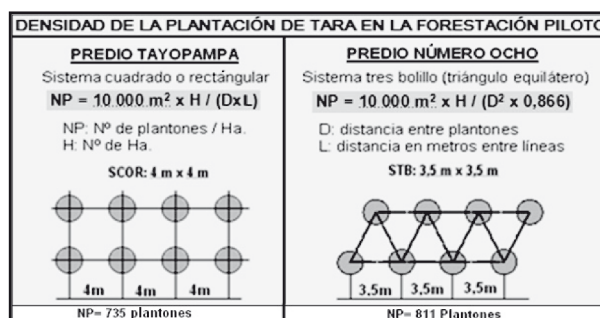 DENSIDAD DE LA PLANTACIÓN DE TARA EN LA FORESTACIÓN PILOTO
PREDIO TAYOPAMPA
Sistema cuadrado o rectángular
NP = 10 000 m² x H / (DxL)
NP: Nº de plantones / Ha.
H: Nº de Ha.
SCOR: 4 m x 4 m
4m 4m 4m
NP= 735 plantones
PREDIO NÚMERO OCHO
Sistema tres bolillo (triángulo equilátero)
NP = 10 000 m² x H / (D² x 0,866)
D: distancia entre plantones
L: distancia en metros entre líneas
STB: 3,5 m x 3,5 m
3,5m 3,5m 3,5m
NP= 811 Plantones